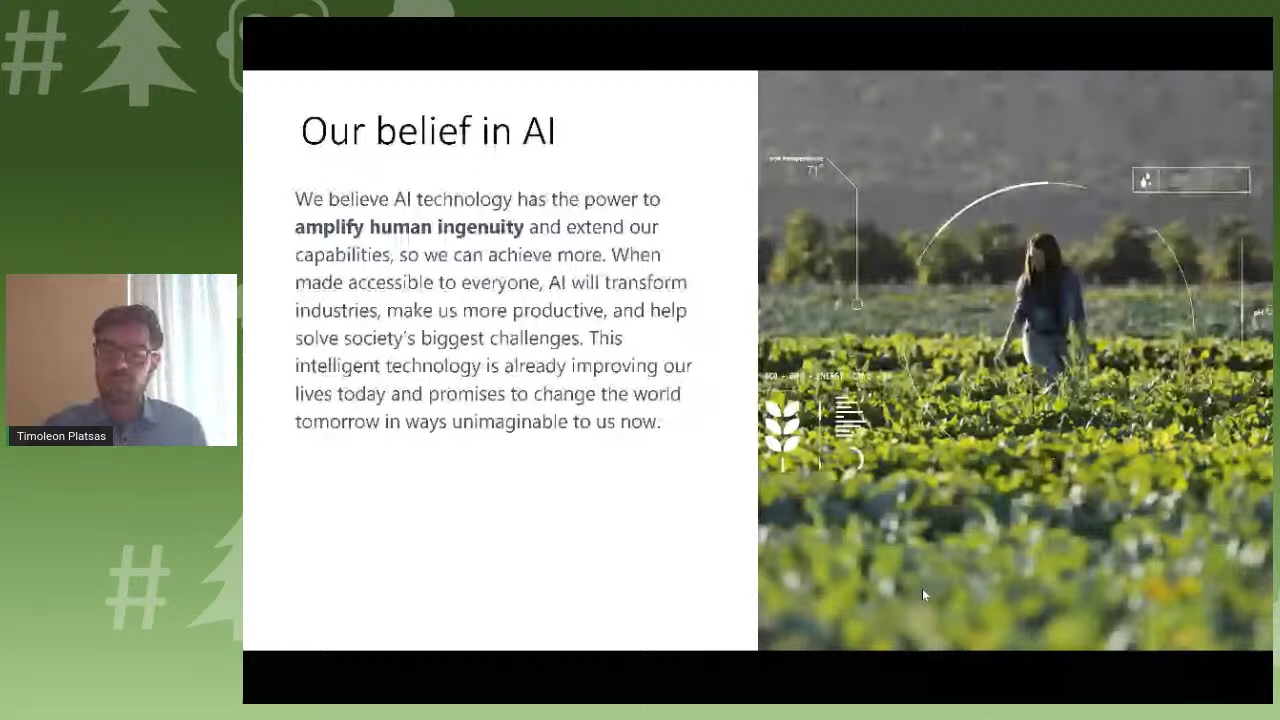 Our belief in AI
We believe AI technology has the power to
amplify human ingenuity and extend our
capabilities, so we can achieve more. When
made accessible to everyone, AI will transform
industries, make us more productive, and help
solve society's biggest challenges. This
intelligent technology is already improving our
lives today and promises to change the world
tomorrow in ways unimaginable to us now.
71°
pH
Timoleon Platsas